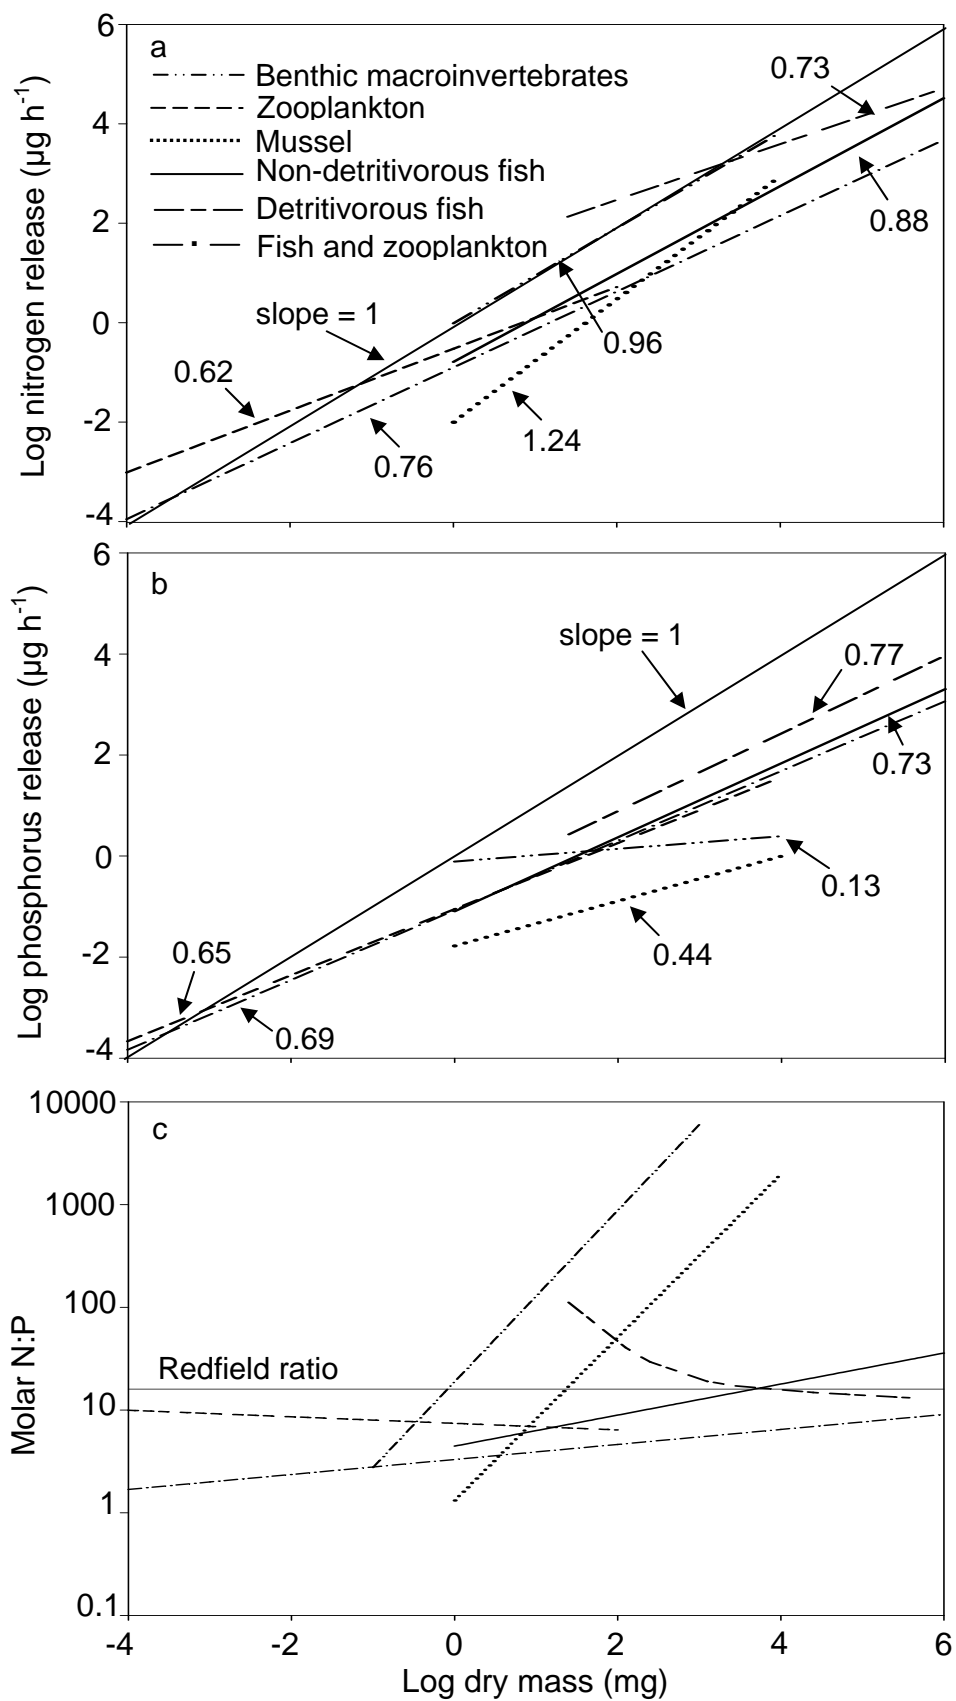 6
a
Benthic macroinvertebrates
Zooplankton
Mussel
Non-detritivorous fish
Detritivorous fish
Fish and zooplankton
0.73
4
2
0.88
0
slope = 1
0.96
0.62
-2
1.24
0.76
-4
Log nitrogen release (µg h⁻¹)
6
b
slope = 1
4
0.77
2
0.73
0
0.13
-2
0.65
0.44
0.69
-4
Log phosphorus release (µg h⁻¹)
10000
c
1000
100
Redfield ratio
10
1
0.1
Molar N:P
-4 -2 0 2 4 6
Log dry mass (mg)